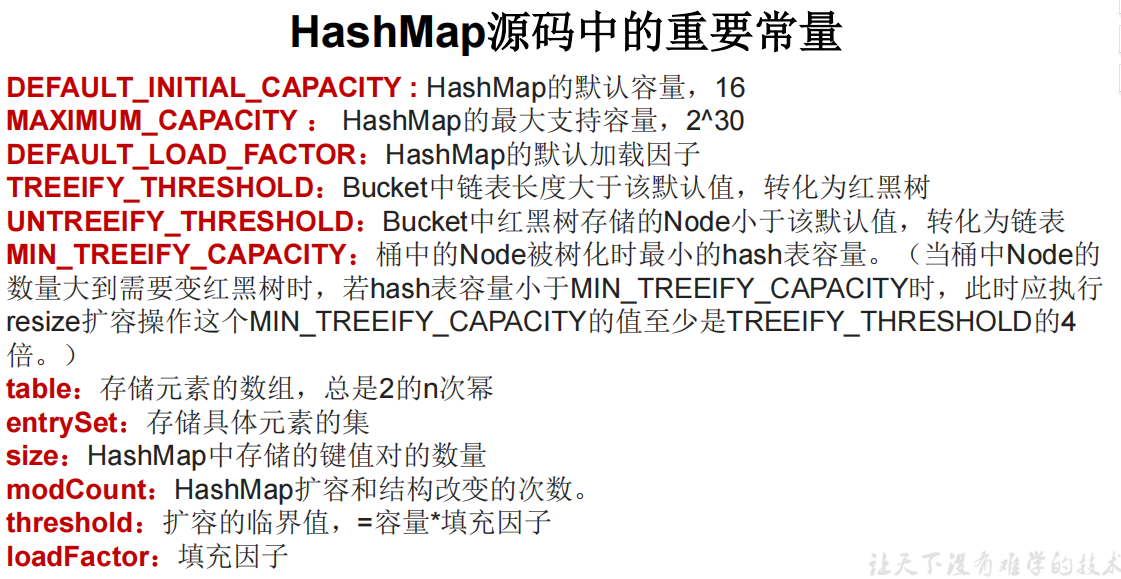 HashMap源码中的重要常量
DEFAULT_INITIAL_CAPACITY : HashMap的默认容量，16
MAXIMUM_CAPACITY ： HashMap的最大支持容量，2^30
DEFAULT_LOAD_FACTOR：HashMap的默认加载因子
TREEIFY_THRESHOLD：Bucket中链表长度大于该默认值，转化为红黑树
UNTREEIFY_THRESHOLD：Bucket中红黑树存储的Node小于该默认值，转化为链表
MIN_TREEIFY_CAPACITY：桶中的Node被树化时最小的hash表容量。（当桶中Node的
数量大到需要变红黑树时，若hash表容量小于MIN_TREEIFY_CAPACITY时，此时应执行
resize扩容操作这个MIN_TREEIFY_CAPACITY的值至少是TREEIFY_THRESHOLD的4
倍。）
table：存储元素的数组，总是2的n次幂
entrySet：存储具体元素的集
size：HashMap中存储的键值对的数量
modCount：HashMap扩容和结构改变的次数。
threshold：扩容的临界值，=容量*填充因子
loadFactor：填充因子
让天下没有难学的技术